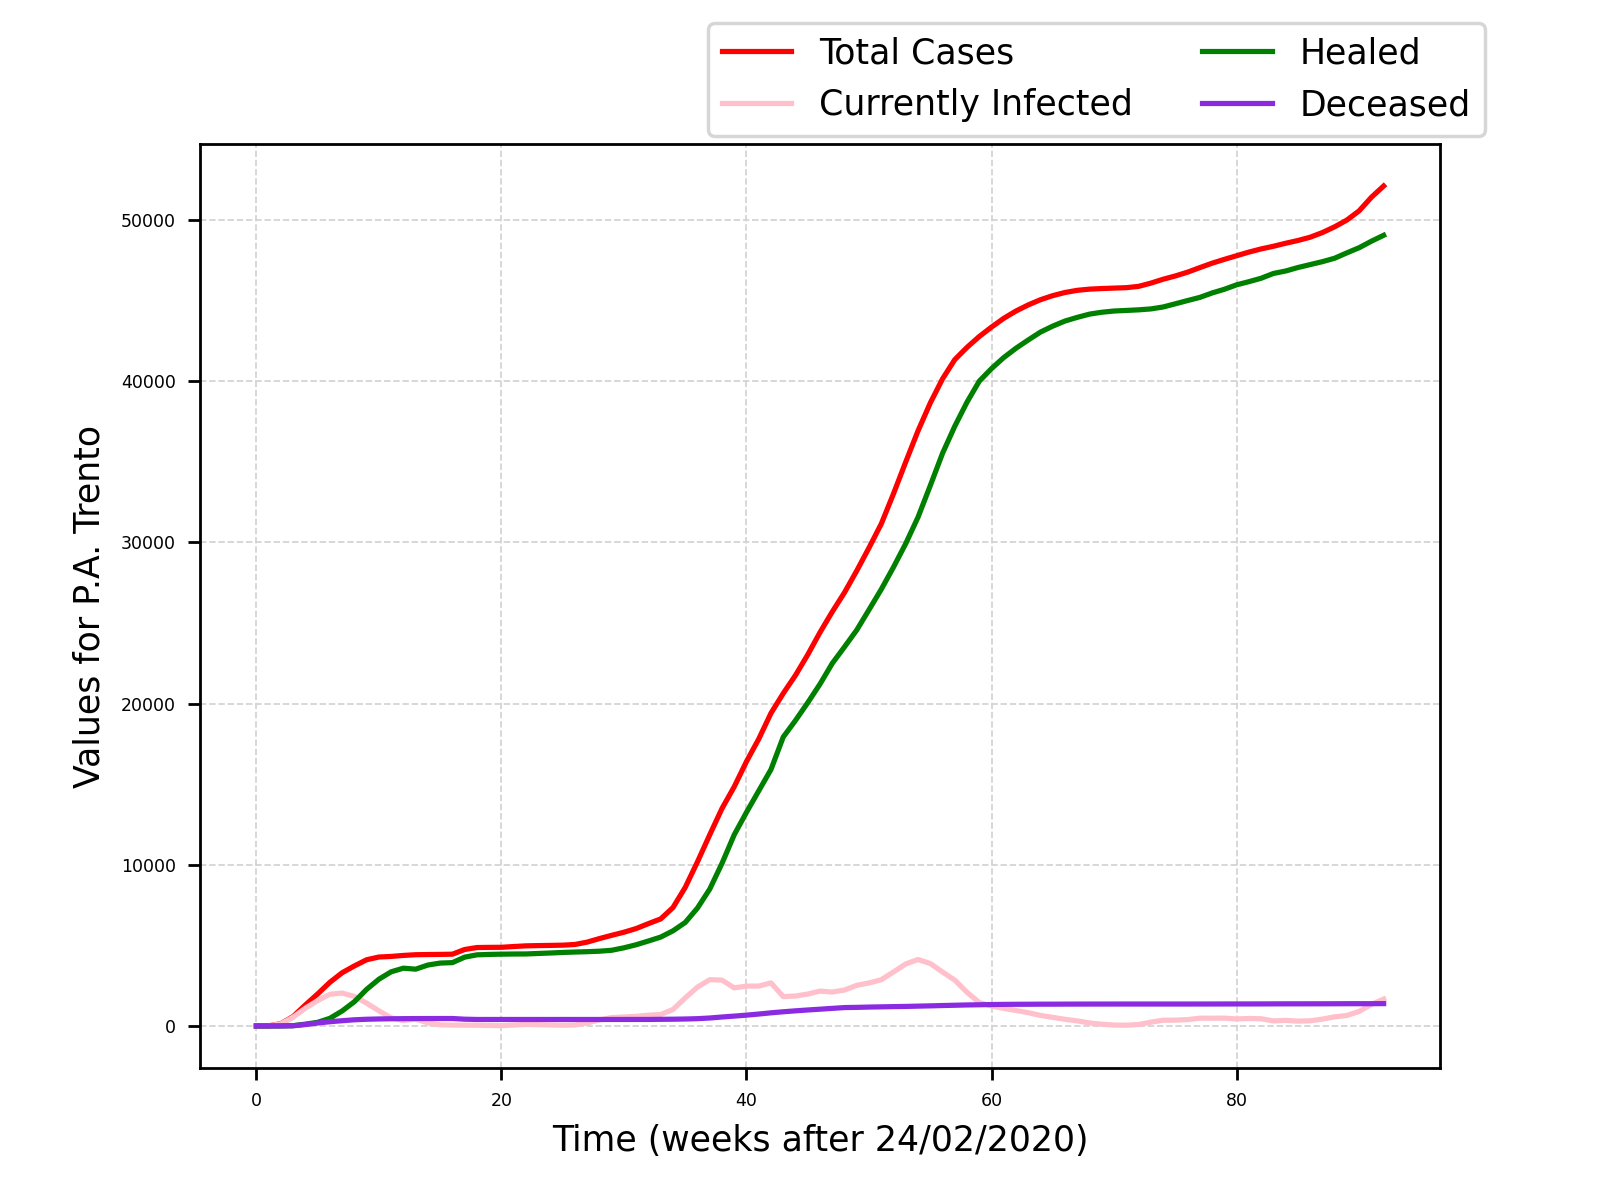 Total Cases
Currently Infected
Healed
Deceased
Values for P.A. Trento
50000
40000
30000
20000
10000
0
0 20 40 60 80
Time (weeks after 24/02/2020)